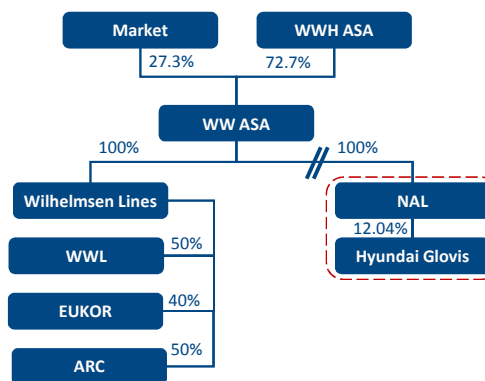 Market
WWH ASA
27.3%
72.7%
WW ASA
100%
100%
Wilhelmsen Lines
NAL
WWL
50%
12.04%
Hyundai Glovis
EUKOR
40%
ARC
50%